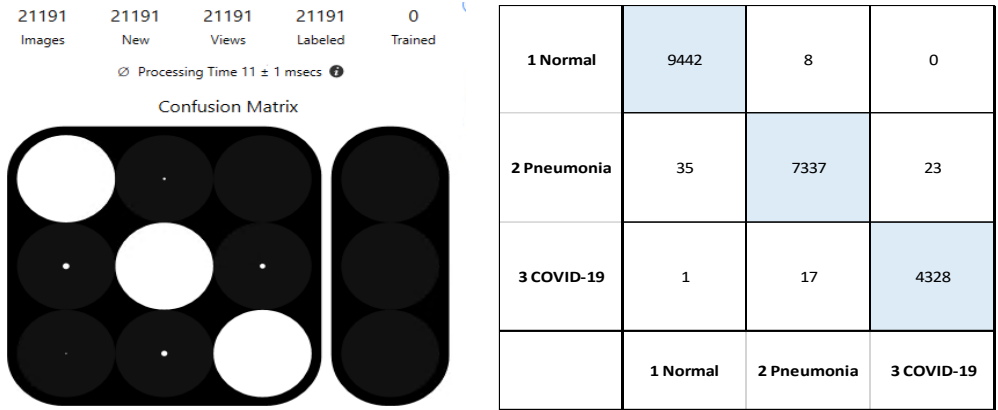 21191 21191 21191 21191 0
Images New Views Labeled Trained
∅ Processing Time 11 ± 1 msecs i
Confusion Matrix
1 Normal 9442 8 0
2 Pneumonia 35 7337 23
3 COVID-19 1 17 4328
1 Normal 2 Pneumonia 3 COVID-19